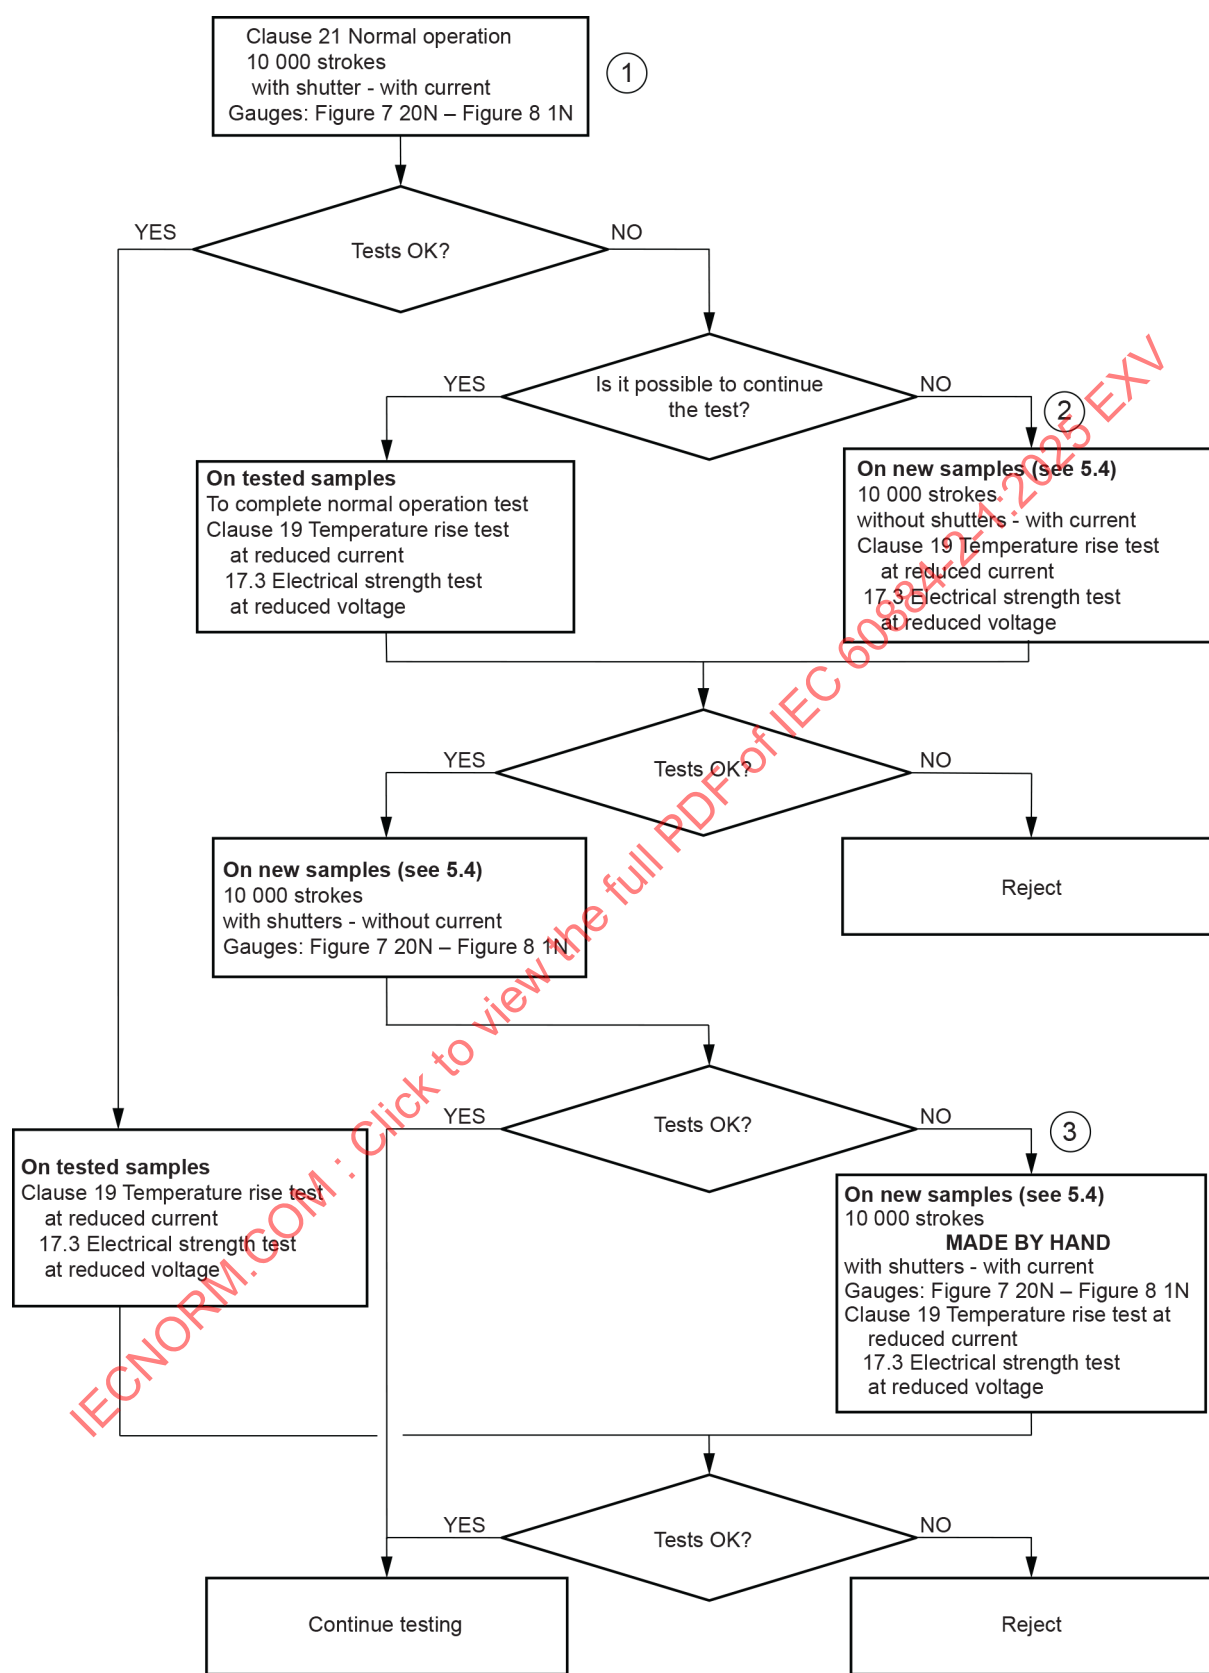 Clause 21 Normal operation
10 000 strokes
with shutter - with current
Gauges: Figure 7 20N – Figure 8 1N
1
YES
Tests OK?
NO
YES
Is it possible to continue
the test?
NO
2
On tested samples
To complete normal operation test
Clause 19 Temperature rise test
at reduced current
17.3 Electrical strength test
at reduced voltage
On new samples (see 5.4)
10 000 strokes
without shutters - with current
Clause 19 Temperature rise test
at reduced current
17.3 Electrical strength test
at reduced voltage
YES
Tests OK?
NO
On new samples (see 5.4)
10 000 strokes
with shutters - without current
Gauges: Figure 7 20N – Figure 8 1N
Reject
YES
Tests OK?
NO
3
On tested samples
Clause 19 Temperature rise test
at reduced current
17.3 Electrical strength test
at reduced voltage
On new samples (see 5.4)
10 000 strokes
MADE BY HAND
with shutters - with current
Gauges: Figure 7 20N – Figure 8 1N
Clause 19 Temperature rise test at
reduced current
17.3 Electrical strength test
at reduced voltage
YES
Tests OK?
NO
Continue testing
Reject
IECNORM.COM : Click to view the full PDF of IEC 60884-2-1:2025 EXV